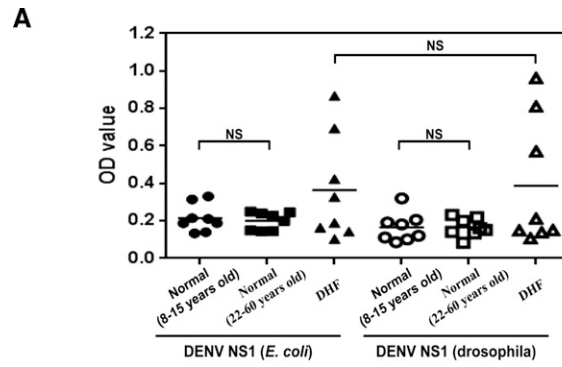 A
1.2
1.0
0.8
0.6
0.4
0.2
0.0
OD value
NS
NS
NS
Normal
(8-15 years old)
Normal
(22-60 years old)
DHF
Normal
(8-15 years old)
Normal
(22-60 years old)
DHF
DENV NS1 (E. coli)
DENV NS1 (drosophila)